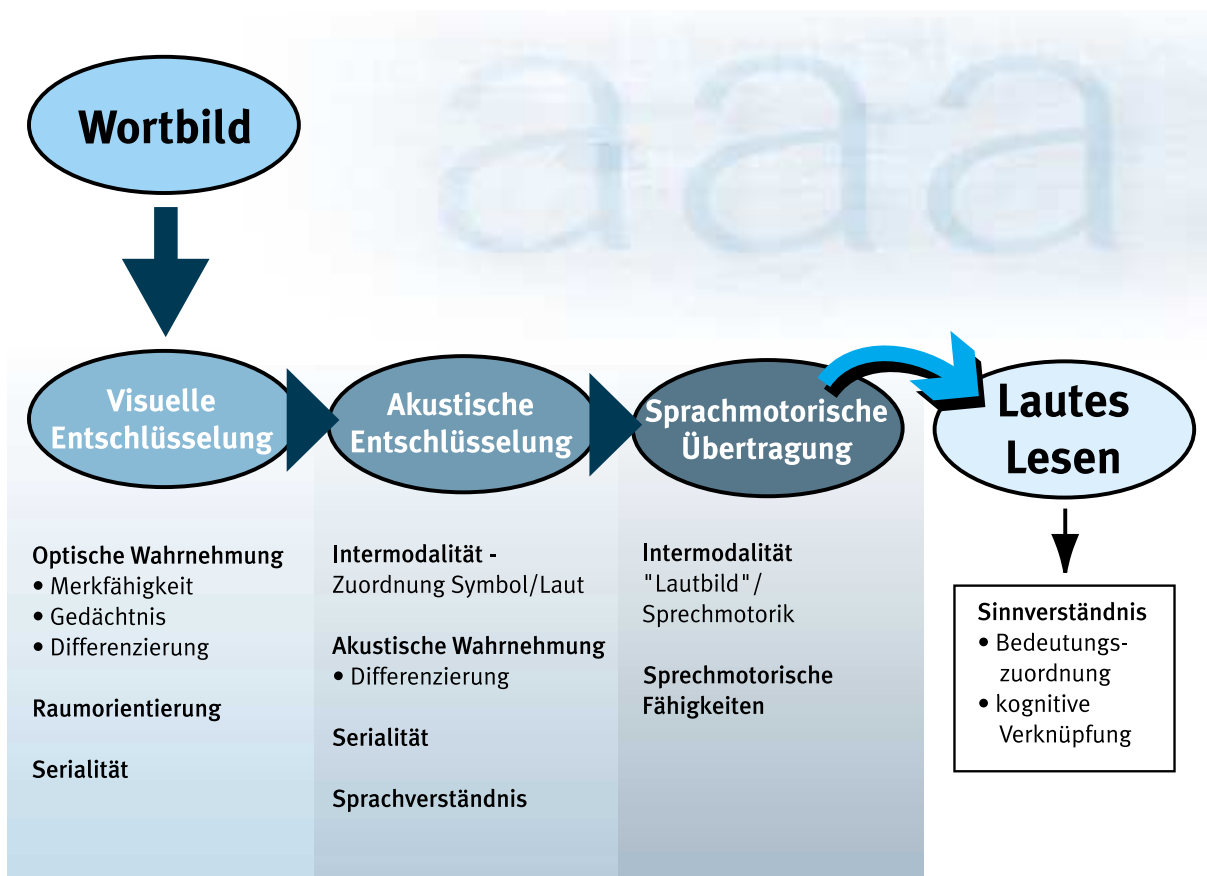 aaa
Wortbild
Visuelle
Entschlüsselung
Akustische
Entschlüsselung
Sprachmotorische
Übertragung
Lautes
Lesen
Optische Wahrnehmung
• Merkfähigkeit
• Gedächtnis
• Differenzierung
Raumorientierung
Serialität
Intermodalität -
Zuordnung Symbol/Laut
Akustische Wahrnehmung
• Differenzierung
Serialität
Sprachverständnis
Intermodalität
"Lautbild"/
Sprechmotorik
Sprechmotorische
Fähigkeiten
Sinnverständnis
• Bedeutungs-
zuordnung
• kognitive
Verknüpfung